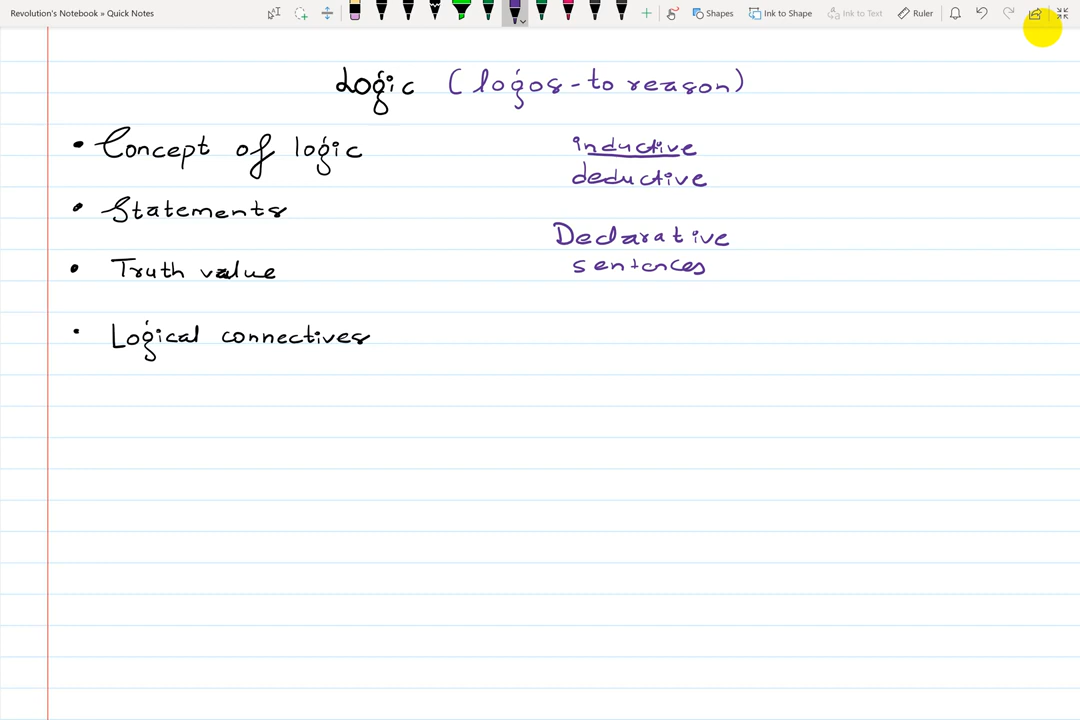 Revolution's Notebook » Quick Notes
Shapes
Ink to Shape
Ink to Text
Ruler
Logic (logos - to reason)
• Concept of logic
inductive
deductive
• Statements
Declarative
sentences
• Truth value
• Logical connectives